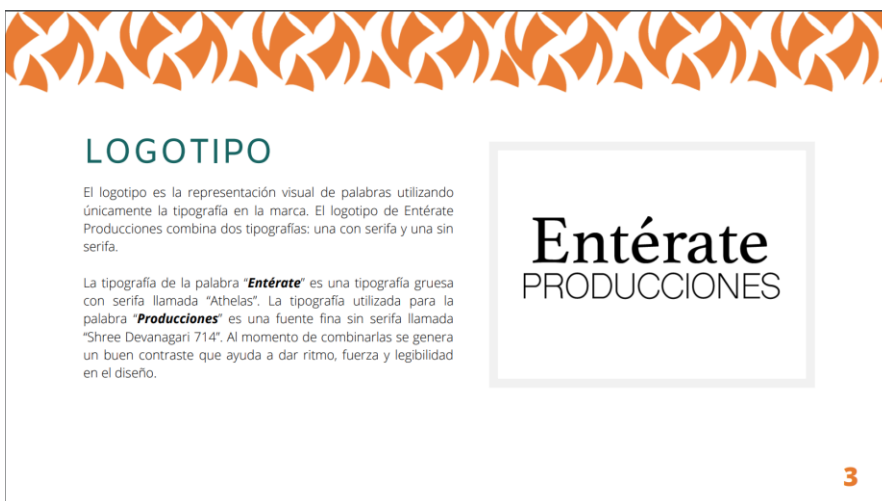 LOGOTIPO
El logotipo es la representación visual de palabras utilizando
únicamente la tipografía en la marca. El logotipo de Entérate
Producciones combina dos tipografías: una con serifa y una sin
serifa.
La tipografía de la palabra “Entérate” es una tipografía gruesa
con serifa llamada “Athelas”. La tipografía utilizada para la
palabra “Producciones” es una fuente fina sin serifa llamada
“Shree Devanagari 714”. Al momento de combinarlas se genera
un buen contraste que ayuda a dar ritmo, fuerza y legibilidad
en el diseño.
Entérate
PRODUCCIONES
3